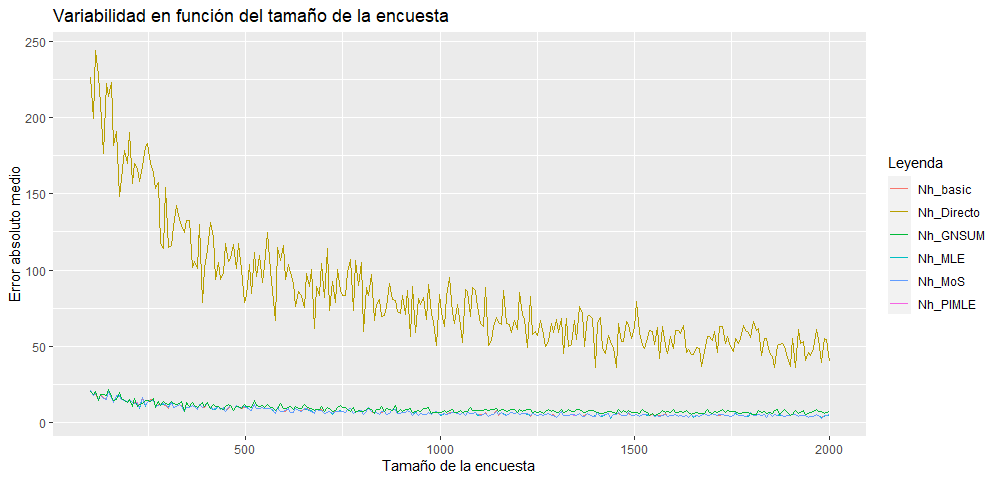 Variabilidad en función del tamaño de la encuesta
Error absoluto medio
250
200
150
100
50
0
500
1000
1500
2000
Tamaño de la encuesta
Leyenda
Nh_basic
Nh_Directo
Nh_GNSUM
Nh_MLE
Nh_MoS
Nh_PIMLE